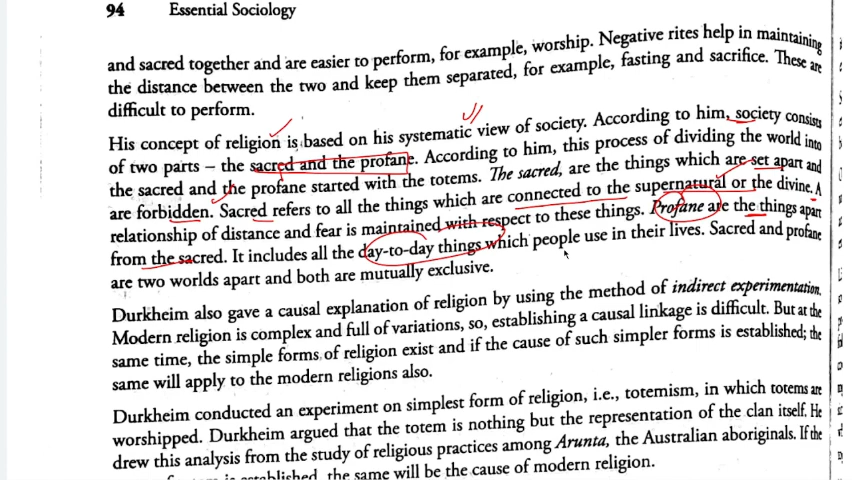 94 Essential Sociology
and sacred together and are easier to perform, for example, worship. Negative rites help in maintaining
the distance between the two and keep them separated, for example, fasting and sacrifice. These are
difficult to perform.
His concept of religion is based on his systematic view of society. According to him, society consists
of two parts – the sacred and the profane. According to him, this process of dividing the world into
the sacred and the profane started with the totems. The sacred, are the things which are set apart and
are forbidden. Sacred refers to all the things which are connected to the supernatural or the divine. A
relationship of distance and fear is maintained with respect to these things. Profane are the things apart
from the sacred. It includes all the day-to-day things which people use in their lives. Sacred and profane
are two worlds apart and both are mutually exclusive.
Durkheim also gave a causal explanation of religion by using the method of indirect experimentation.
Modern religion is complex and full of variations, so, establishing a causal linkage is difficult. But at the
same time, the simple forms of religion exist and if the cause of such simpler forms is established; the
same will apply to the modern religions also.
Durkheim conducted an experiment on simplest form of religion, i.e., totemism, in which totems are
worshipped. Durkheim argued that the totem is nothing but the representation of the clan itself. He
drew this analysis from the study of religious practices among Arunta, the Australian aboriginals. If the
is established, the same will be the cause of modern religion.